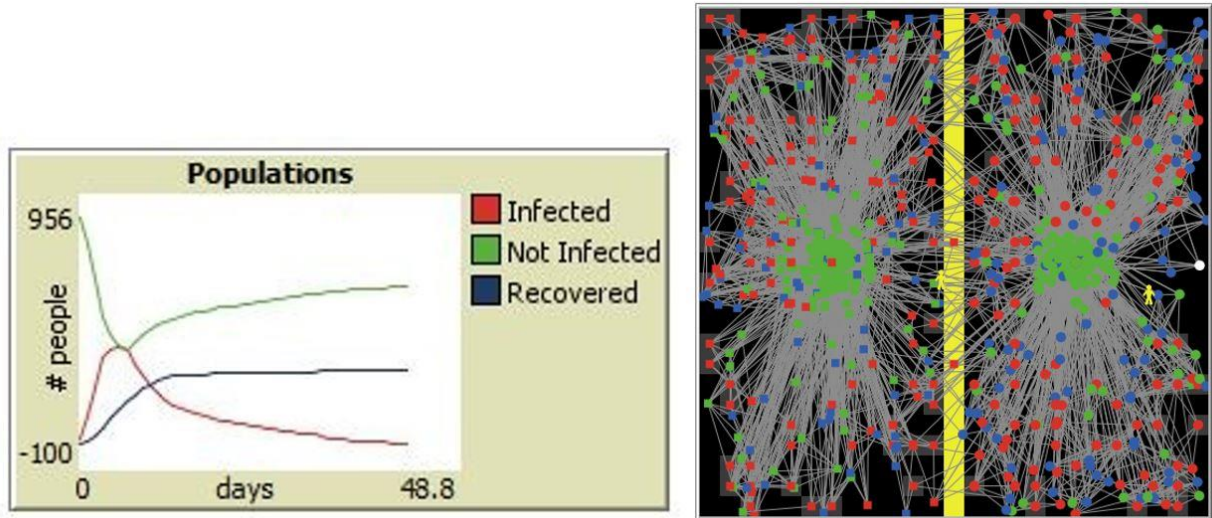 Populations
956
# people
-100
0 days 48.8
Infected
Not Infected
Recovered